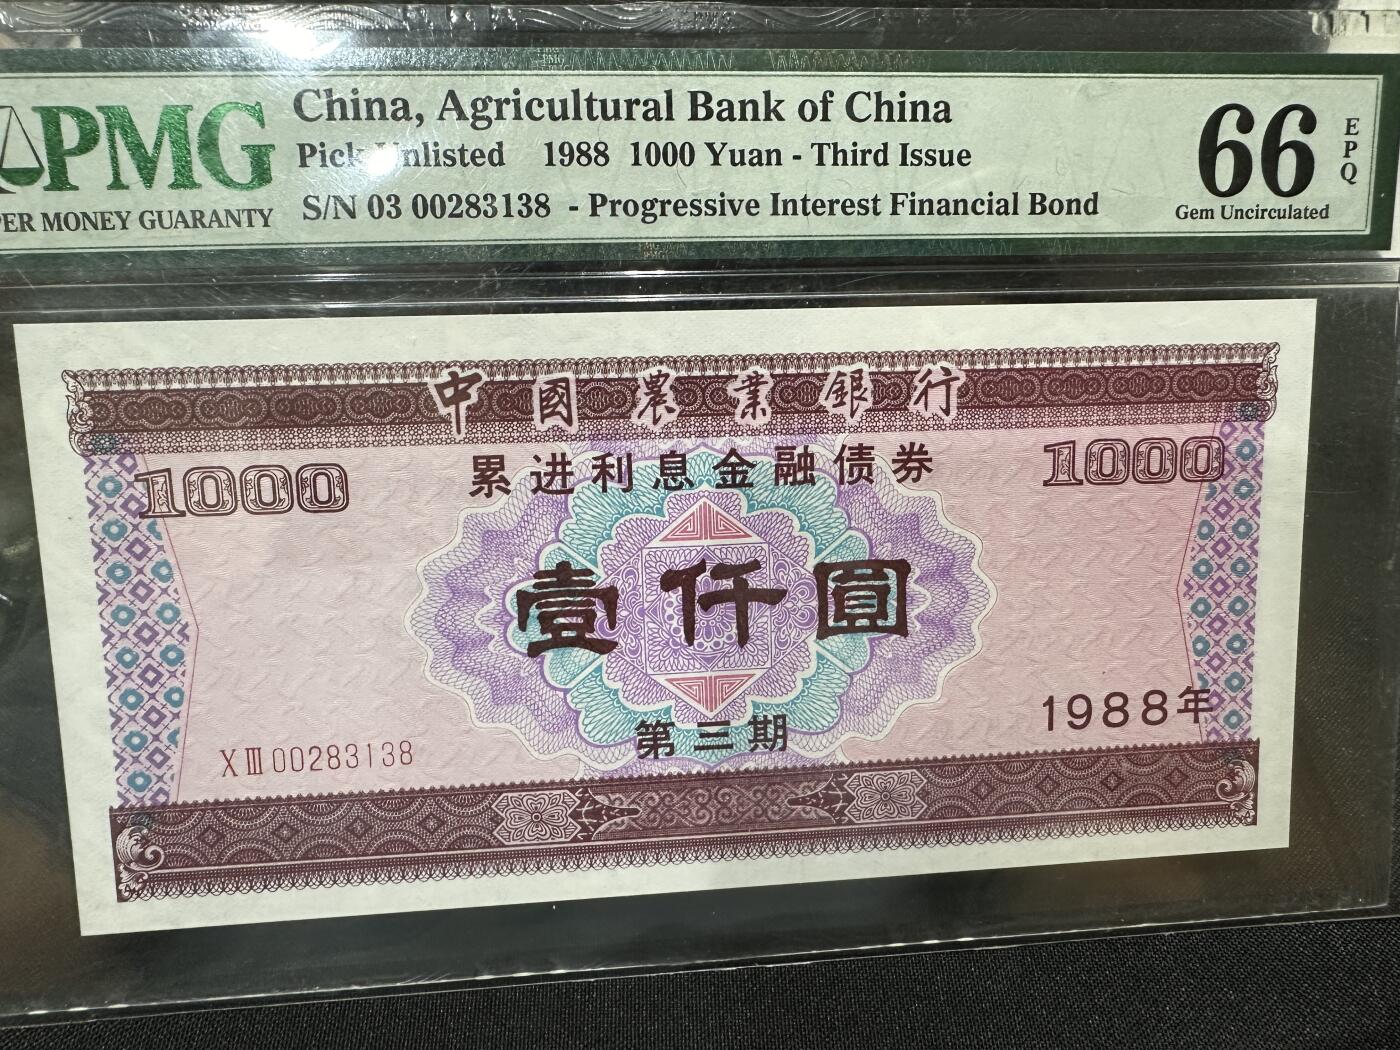 China, Agricultural Bank of China
Pick Unlisted 1988 1000 Yuan - Third Issue
S/N 03 00283138 - Progressive Interest Financial Bond
PMG
PER MONEY GUARANTY
66
EPQ
Gem Uncirculated
中國農業銀行
1000
累进利息金融债券
1000
壹仟圓
第三期
1988年
XⅢ00283138